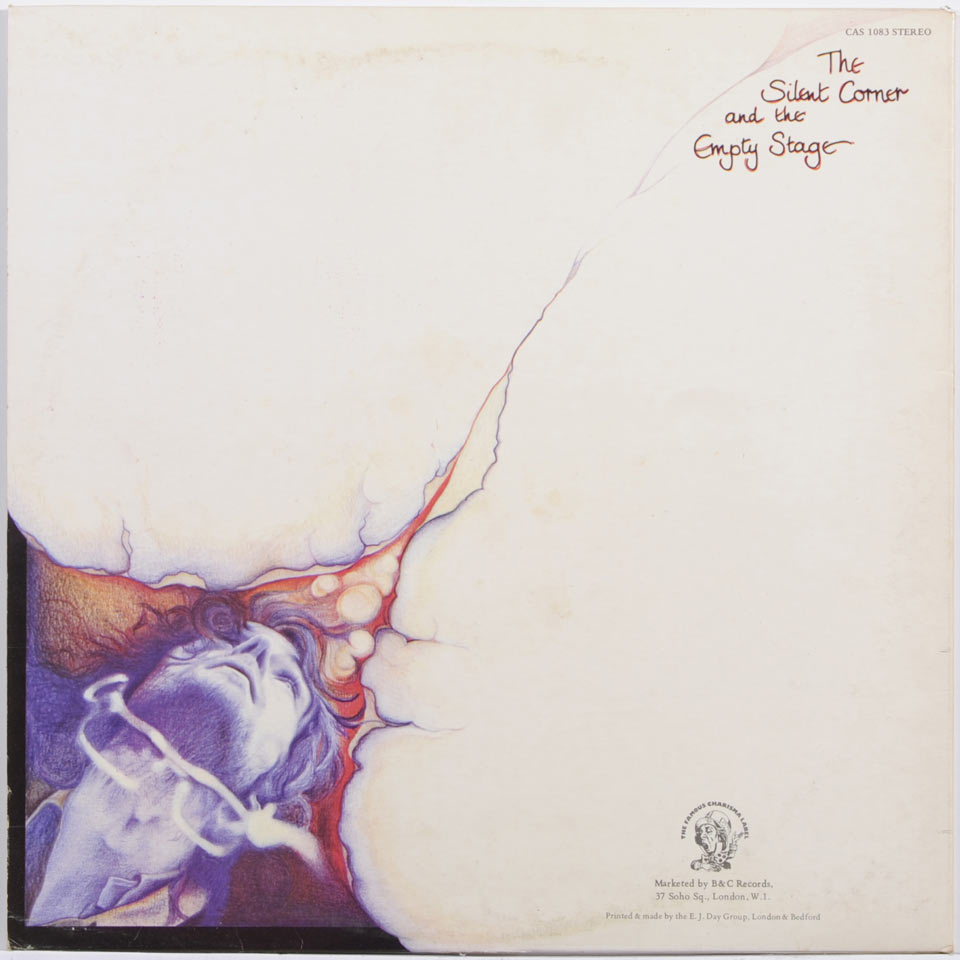 CAS 1083 STEREO
The
Silent Corner
and the
Empty Stage
THE FAMOUS CHARISMA LABEL
Marketed by B&C Records,
37 Soho Sq., London, W.1.
Printed & made by the E. J. Day Group, London & Bedford